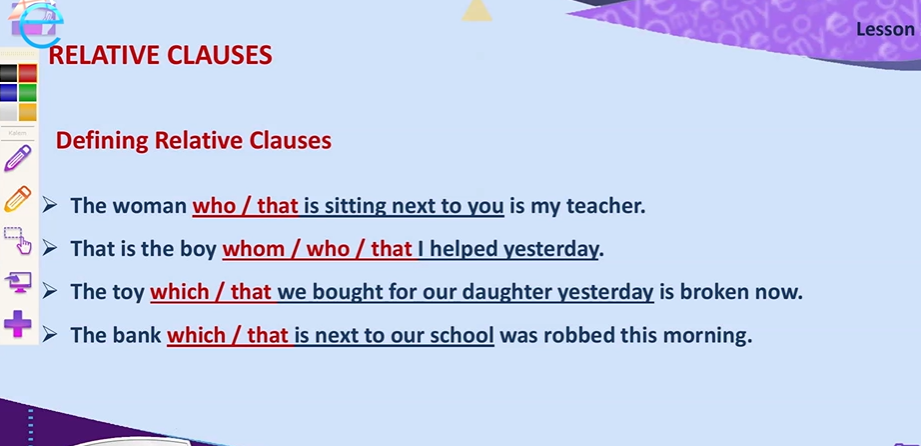 Lesson
RELATIVE CLAUSES
Kalem
Defining Relative Clauses
The woman who / that is sitting next to you is my teacher.
That is the boy whom / who / that I helped yesterday.
The toy which / that we bought for our daughter yesterday is broken now.
The bank which / that is next to our school was robbed this morning.